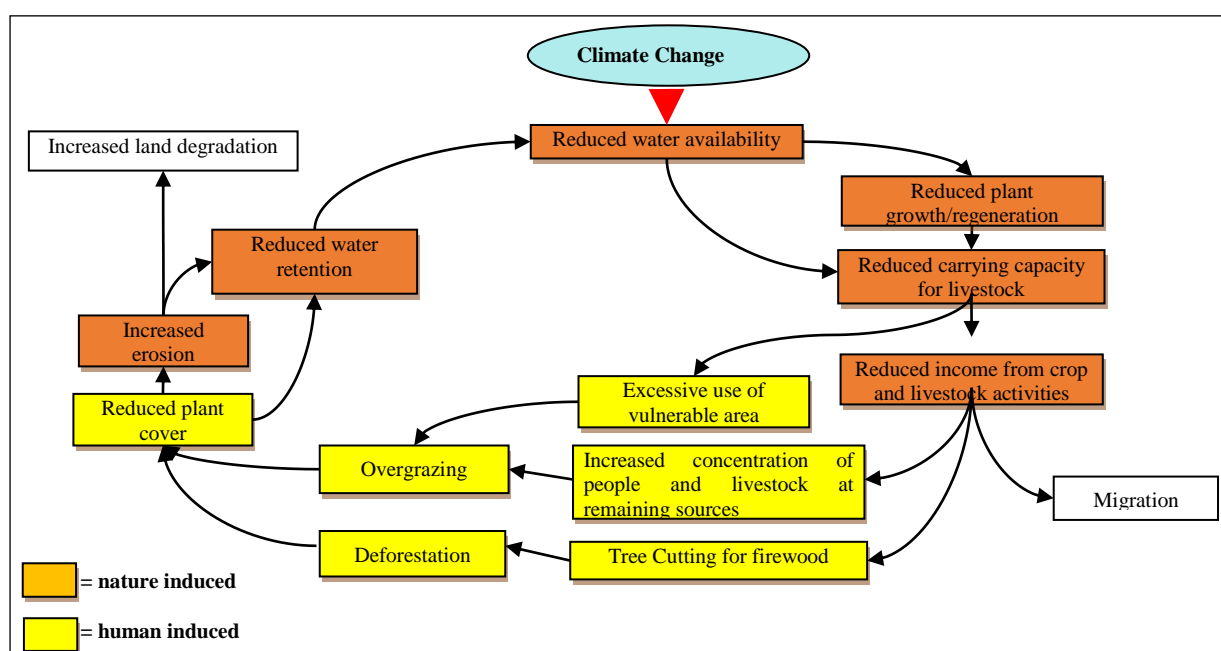 Climate Change
Reduced water availability
Increased land degradation
Reduced plant
growth/regeneration
Reduced water
retention
Reduced carrying capacity
for livestock
Increased
erosion
Reduced income from crop
and livestock activities
Excessive use of
vulnerable area
Reduced plant
cover
Overgrazing
Increased concentration of
people and livestock at
remaining sources
Migration
Deforestation
Tree Cutting for firewood
= nature induced
= human induced